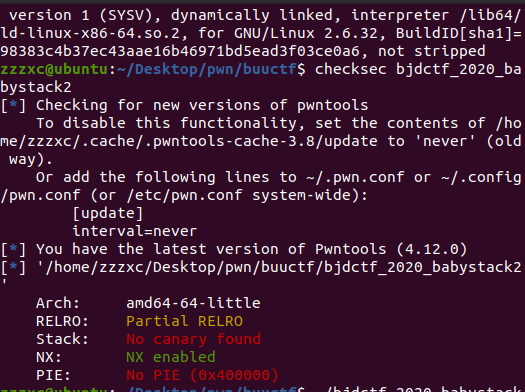 version 1 (SYSV), dynamically linked, interpreter /lib64/
ld-linux-x86-64.so.2, for GNU/Linux 2.6.32, BuildID[sha1]=
98383c4b37ec43aae16b46971bd5ead3f03ce0a6, not stripped
zzzxc@ubuntu:~/Desktop/pwn/buuctf$ checksec bjdctf_2020_ba
bystack2
[*] Checking for new versions of pwntools
    To disable this functionality, set the contents of /ho
me/zzzxc/.cache/.pwntools-cache-3.8/update to 'never' (old
 way).
    Or add the following lines to ~/.pwn.conf or ~/.config
/pwn.conf (or /etc/pwn.conf system-wide):
        [update]
        interval=never
[*] You have the latest version of Pwntools (4.12.0)
[*] '/home/zzzxc/Desktop/pwn/buuctf/bjdctf_2020_babystack2
'
    Arch:     amd64-64-little
    RELRO:    Partial RELRO
    Stack:    No canary found
    NX:       NX enabled
    PIE:      No PIE (0x400000)
zzzxc@ubuntu:~/Desktop/pwn/buuctf$ ./bjdctf_2020_babystack